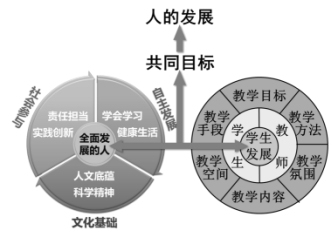 人的发展
共同目标
社会参与
自主发展
责任担当
实践创新
学会学习
健康生活
全面发
展的人
人文底蕴
科学精神
文化基础
教学目标
教学
手段
教学
方法
学
生
教
师
学生
发展
教学
空间
教学
氛围
教学内容